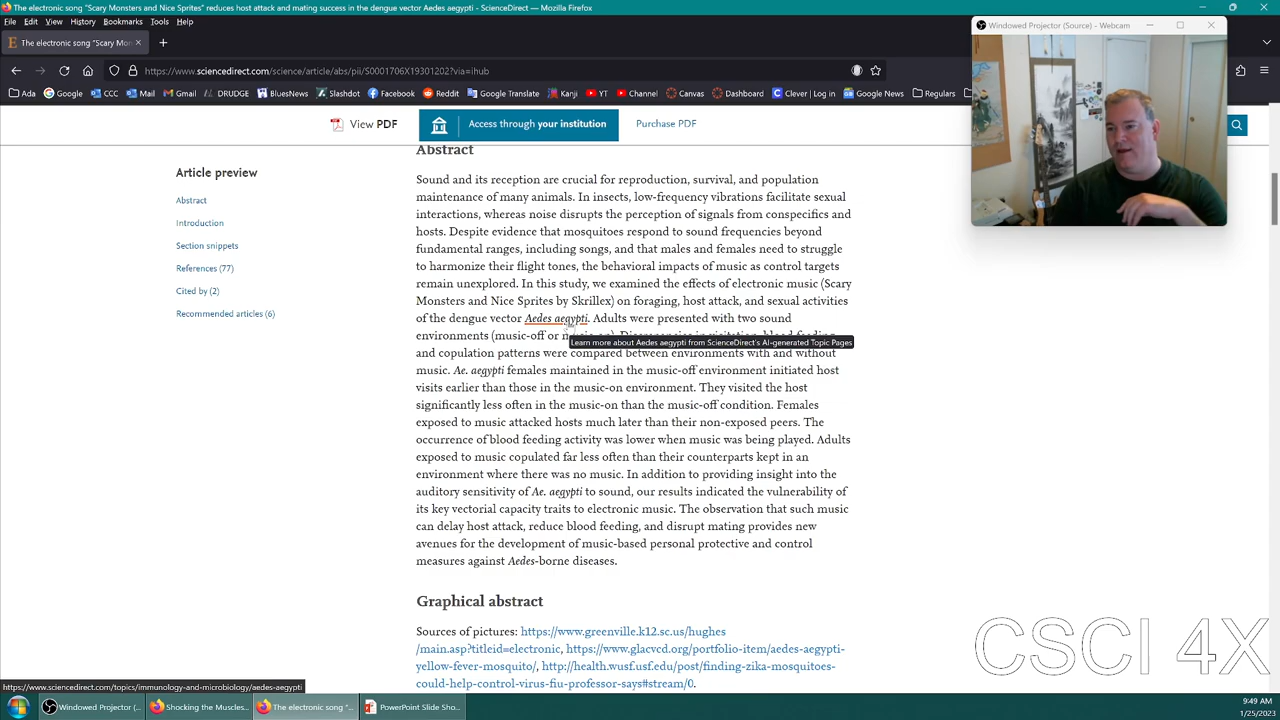 The electronic song "Scary Monsters and Nice Sprites" reduces host attack and mating success in the dengue vector Aedes aegypti - ScienceDirect — Mozilla Firefox
File Edit View History Bookmarks Tools Help
The electronic song "Scary Mon
Windowed Projector (Source) - Webcam
https://www.sciencedirect.com/science/article/abs/pii/S0001706X19301202?via=ihub
Ada Google CCC Mail Gmail DRUDGE BluesNews Slashdot Facebook Reddit Kanji YT Channel Canvas Dashboard Clever | Log in Google News Regulars
View PDF Access through your institution Purchase PDF
Article preview
Abstract
Introduction
Section snippets
References (77)
Cited by (2)
Recommended articles (6)
Abstract
Sound and its reception are crucial for reproduction, survival, and population
maintenance of many animals. In insects, low-frequency vibrations facilitate sexual
interactions, whereas noise disrupts the perception of signals from conspecifics and
hosts. Despite evidence that mosquitoes respond to sound frequencies beyond
fundamental ranges, including songs, and that males and females need to struggle
to harmonize their flight tones, the behavioral impacts of music as control targets
remain unexplored. In this study, we examined the effects of electronic music (Scary
Monsters and Nice Sprites by Skrillex) on foraging, host attack, and sexual activities
of the dengue vector Aedes aegypti. Adults were presented with two sound
environments (music-off or music-on). Discrepancies in visitation, blood feeding,
Learn more about Aedes aegypti from ScienceDirect's AI-generated Topic Pages
and copulation patterns were compared between environments with and without
music. Ae. aegypti females maintained in the music-off environment initiated host
visits earlier than those in the music-on environment. They visited the host
significantly less often in the music-on than the music-off condition. Females
exposed to music attacked hosts much later than their non-exposed peers. The
occurrence of blood feeding activity was lower when music was being played. Adults
exposed to music copulated far less often than their counterparts kept in an
environment where there was no music. In addition to providing insight into the
auditory sensitivity of Ae. aegypti to sound, our results indicated the vulnerability of
its key vectorial capacity traits to electronic music. The observation that such music
can delay host attack, reduce blood feeding, and disrupt mating provides new
avenues for the development of music-based personal protective and control
measures against Aedes-borne diseases.
Graphical abstract
Sources of pictures: https://www.greenville.k12.sc.us/hughes
/main.asp?titleid=electronic, https://www.glacvcd.org/portfolio-item/aedes-aegypti-
yellow-fever-mosquito/, http://health.wusf.usf.edu/post/finding-zika-mosquitoes-
could-help-control-virus-fiu-professor-says#stream/0.
CSCI 4X
https://www.sciencedirect.com/topics/immunology-and-microbiology/aedes-aegypti
Windowed Projector (... Shocking the Muscles... The electronic song "... PowerPoint Slide Sho...
9:49 AM
1/25/2023